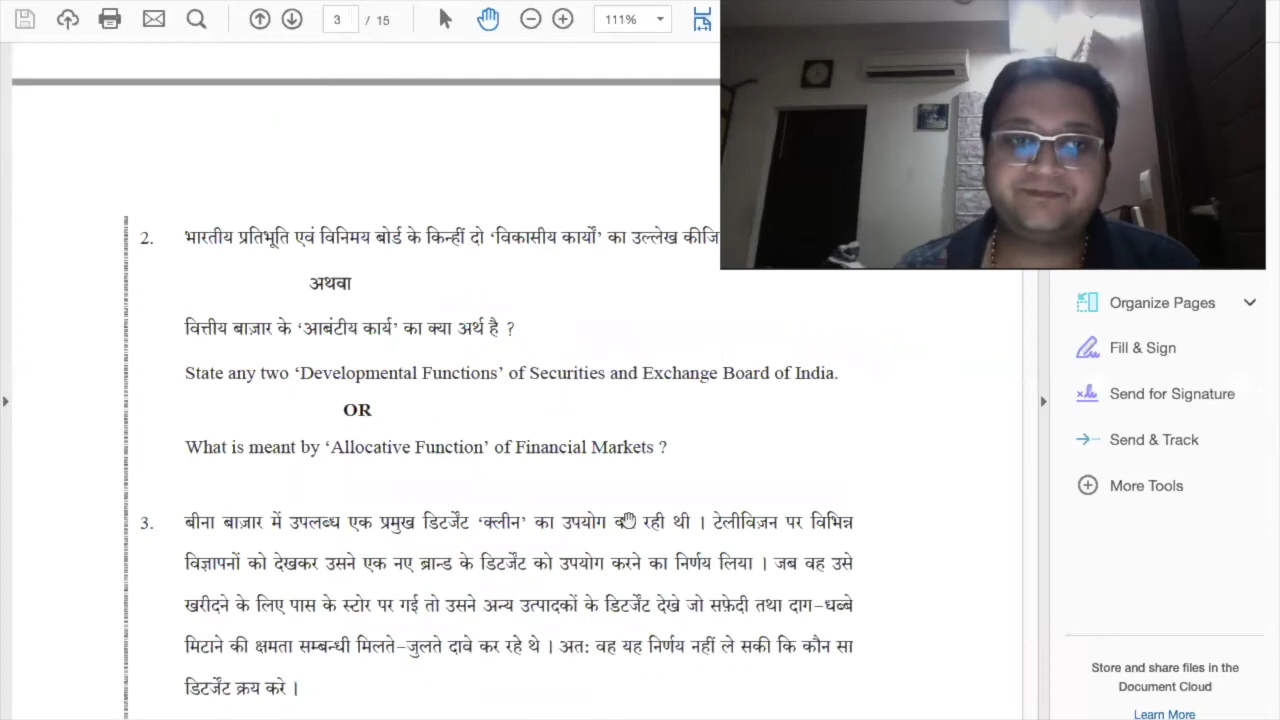 3 / 15
111%
2. भारतीय प्रतिभूति एवं विनिमय बोर्ड के किन्हीं दो ‘विकासीय कार्यों’ का उल्लेख
अथवा
वित्तीय बाज़ार के ‘आबंटीय कार्य’ का क्या अर्थ है ?
State any two ‘Developmental Functions’ of Securities and Exchange Board of India.
OR
What is meant by ‘Allocative Function’ of Financial Markets ?
3. बीना बाज़ार में उपलब्ध एक प्रमुख डिटर्जेंट ‘क्लीन’ का उपयोग रही थी । टेलीविज़न पर विभिन्न
विज्ञापनों को देखकर उसने एक नए ब्रान्ड के डिटर्जेंट को उपयोग करने का निर्णय लिया । जब वह उसे
खरीदने के लिए पास के स्टोर पर गई तो उसने अन्य उत्पादकों के डिटर्जेंट देखे जो सफ़ेदी तथा दाग-धब्बे
मिटाने की क्षमता सम्बन्धी मिलते-जुलते दावे कर रहे थे । अत: वह यह निर्णय नहीं ले सकी कि कौन सा
डिटर्जेंट क्रय करे ।
Organize Pages
Fill & Sign
Send for Signature
Send & Track
More Tools
Store and share files in the
Document Cloud
Learn More